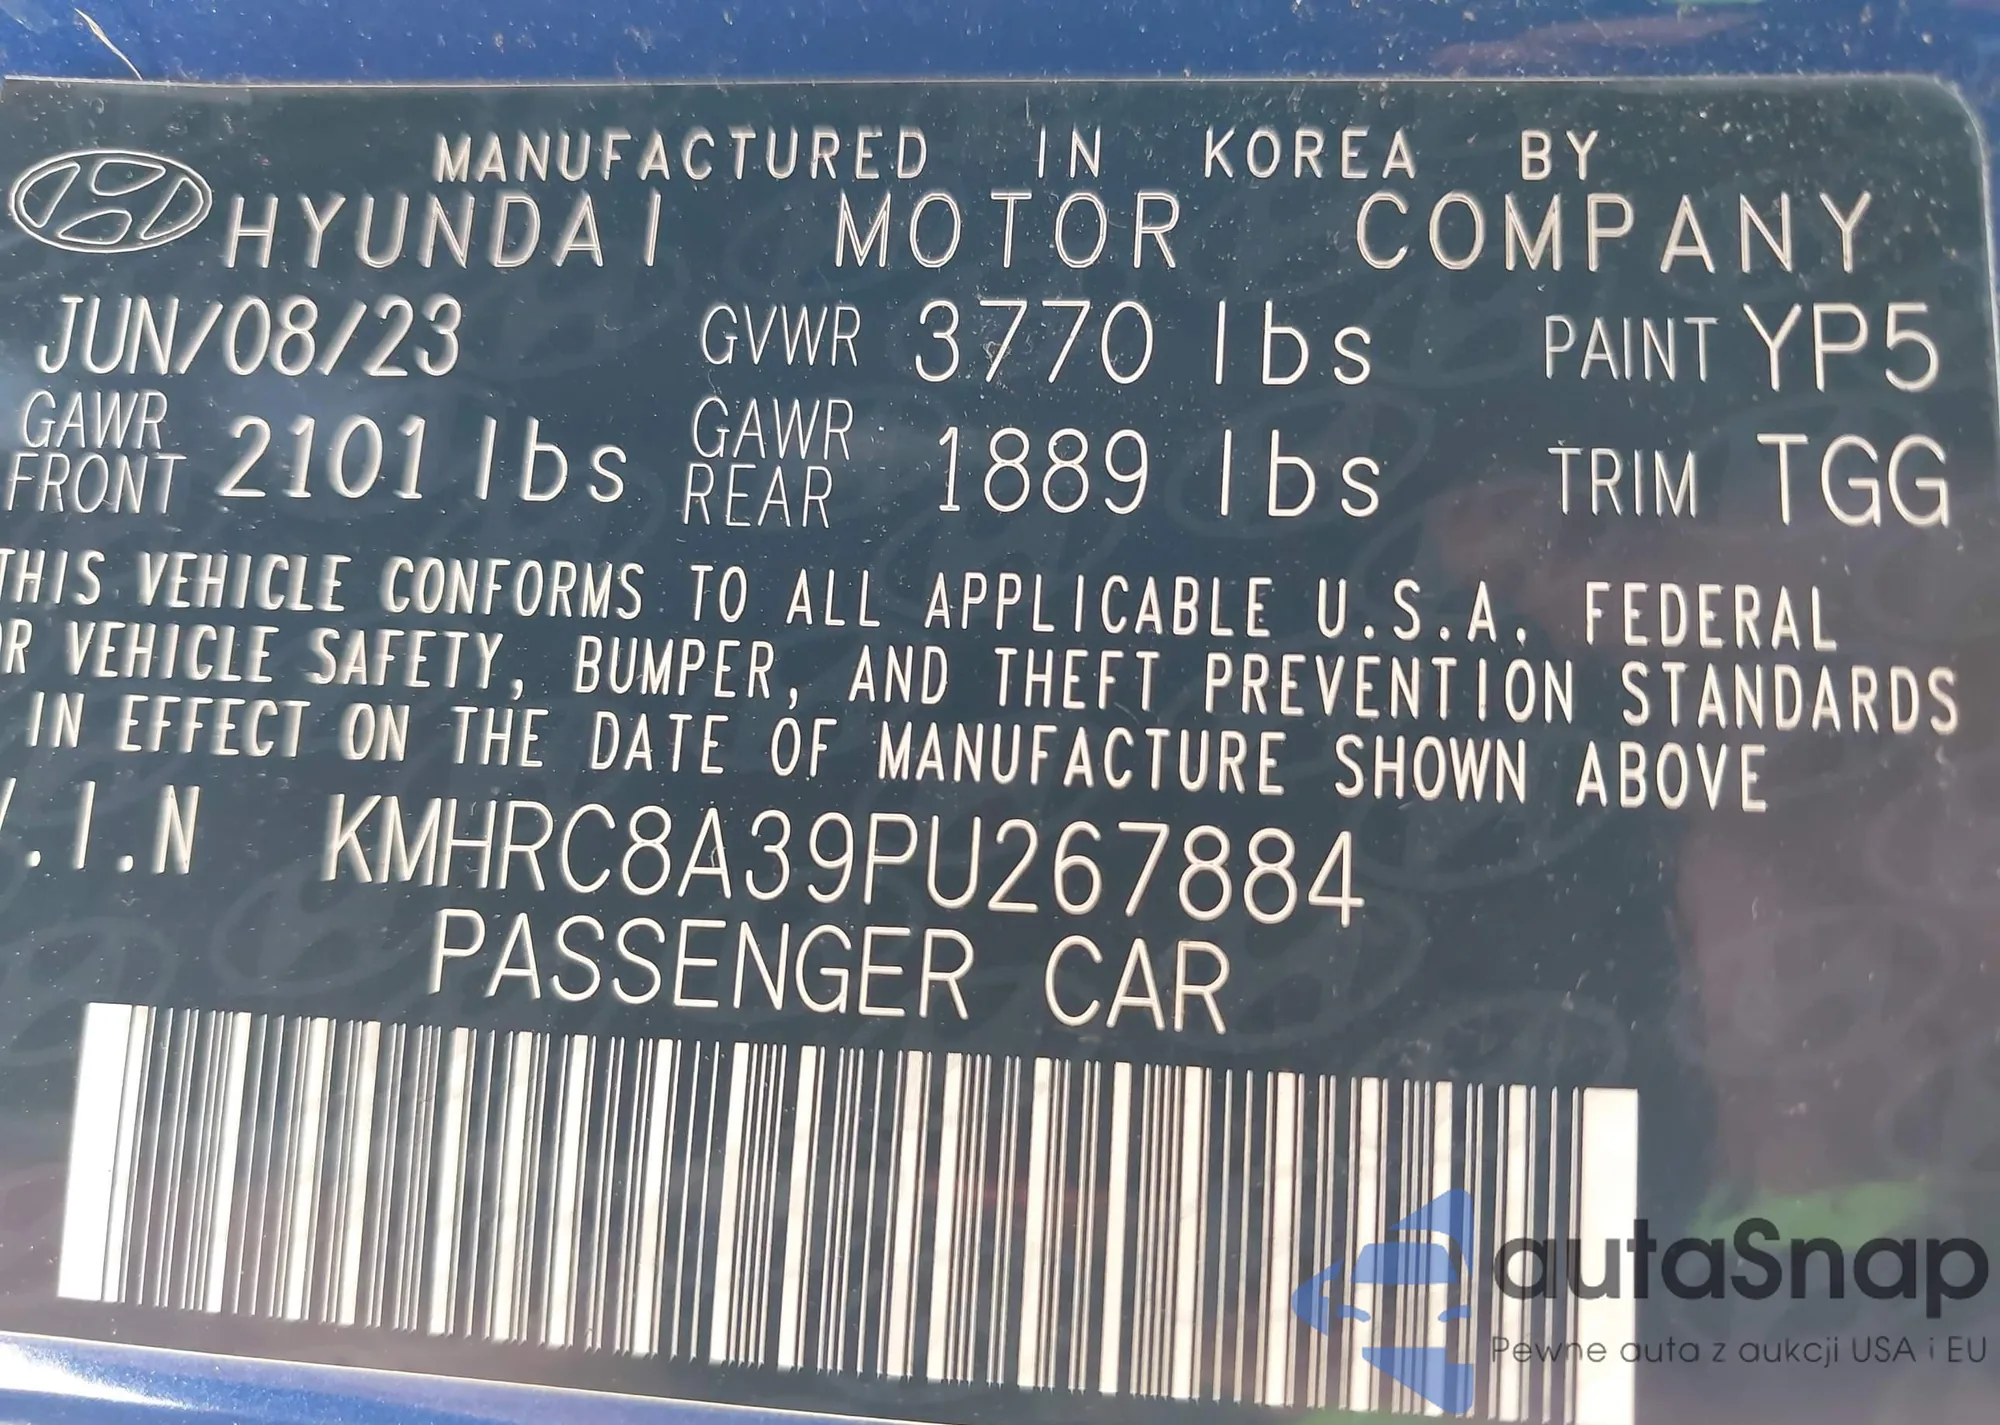 MANUFACTURED IN KOREA BY
HYUNDAI MOTOR COMPANY
JUN/08/23 GVWR 3770 lbs PAINT YP5
GAWR FRONT 2101 lbs GAWR REAR 1889 lbs TRIM TGG
THIS VEHICLE CONFORMS TO ALL APPLICABLE U.S.A. FEDERAL
OR VEHICLE SAFETY, BUMPER, AND THEFT PREVENTION STANDARDS
IN EFFECT ON THE DATE OF MANUFACTURE SHOWN ABOVE
V.I.N KMHRC8A39PU267884
PASSENGER CAR
autaSnap
Pewne auta z aukcji USA i EU